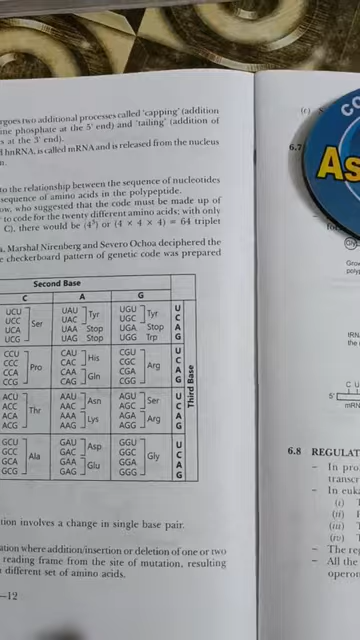 rgoes two additional processes called 'capping' (addition
ine phosphate at the 5' end) and 'tailing' (addition of
s at the 3' end).
hnRNA, is called mRNA and is released from the nucleus
n.
to the relationship between the sequence of nucleotides
sequence of amino acids in the polypeptide.
ow, who suggested that the code must be made up of
to code for the twenty different amino acids; with only
C), there would be (4³) or (4 × 4 × 4) = 64 triplet
a, Marshal Nirenberg and Severo Ochoa deciphered the
e checkerboard pattern of genetic code was prepared
Second Base
C A G
UCU UAU Tyr UGU Cys U
UCC Ser UAC UGC C
UCA UAA Stop UGA Stop A
UCG UAG Stop UGG Trp G
CCU CAU His CGU U
CCC Pro CAC CGC Arg C
CCA CAA Gln CGA A
CCG CAG CGG G
ACU AAU Asn AGU Ser U
ACC Thr AAC AGC C
ACA AAA Lys AGA Arg A
ACG AAG AGG G
GCU GAU Asp GGU U
GCC Ala GAC GGC Gly C
GCA GAA Glu GGA A
GCG GAG GGG G
Third Base
tion involves a change in single base pair.
ation where addition/insertion or deletion of one or two
reading frame from the site of mutation, resulting
different set of amino acids.
–12
(c)
6.7
CO
As
Grow
polyp
tRNA
the
C U
5'
mRN
6.8 REGULAT
– In pro
transcr
– In euka
(i)
(ii)
(iii)
(iv)
– The reg
– All the
operon